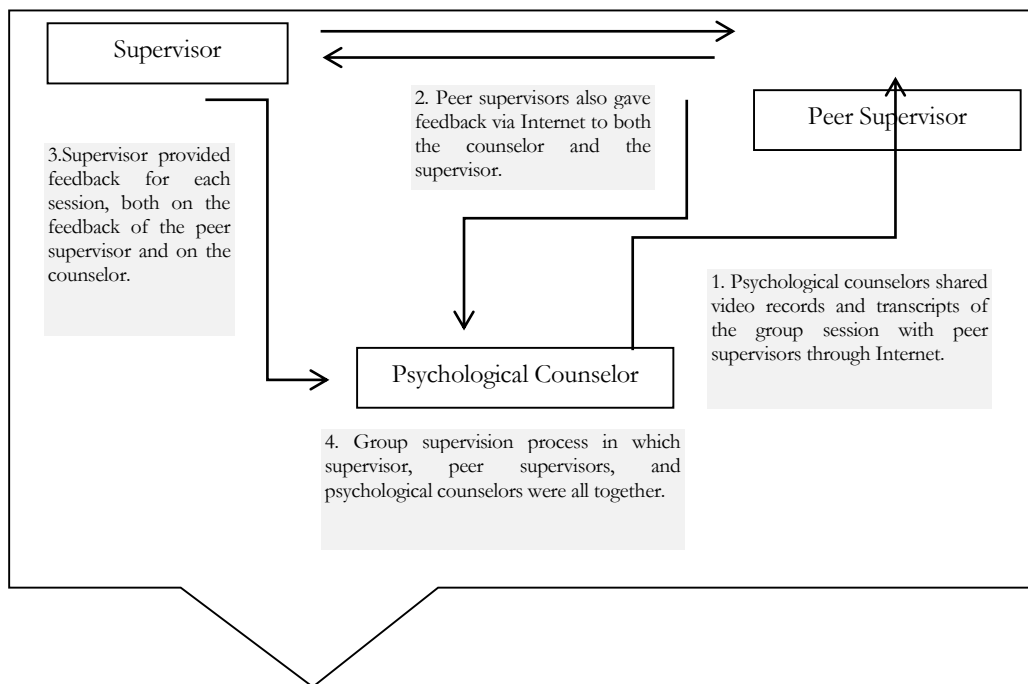 Supervisor
2. Peer supervisors also gave
feedback via Internet to both
the counselor and the
supervisor.
Peer Supervisor
3.Supervisor provided
feedback for each
session, both on the
feedback of the peer
supervisor and on the
counselor.
1. Psychological counselors shared
video records and transcripts of
the group session with peer
supervisors through Internet.
Psychological Counselor
4. Group supervision process in which
supervisor, peer supervisors, and
psychological counselors were all together.